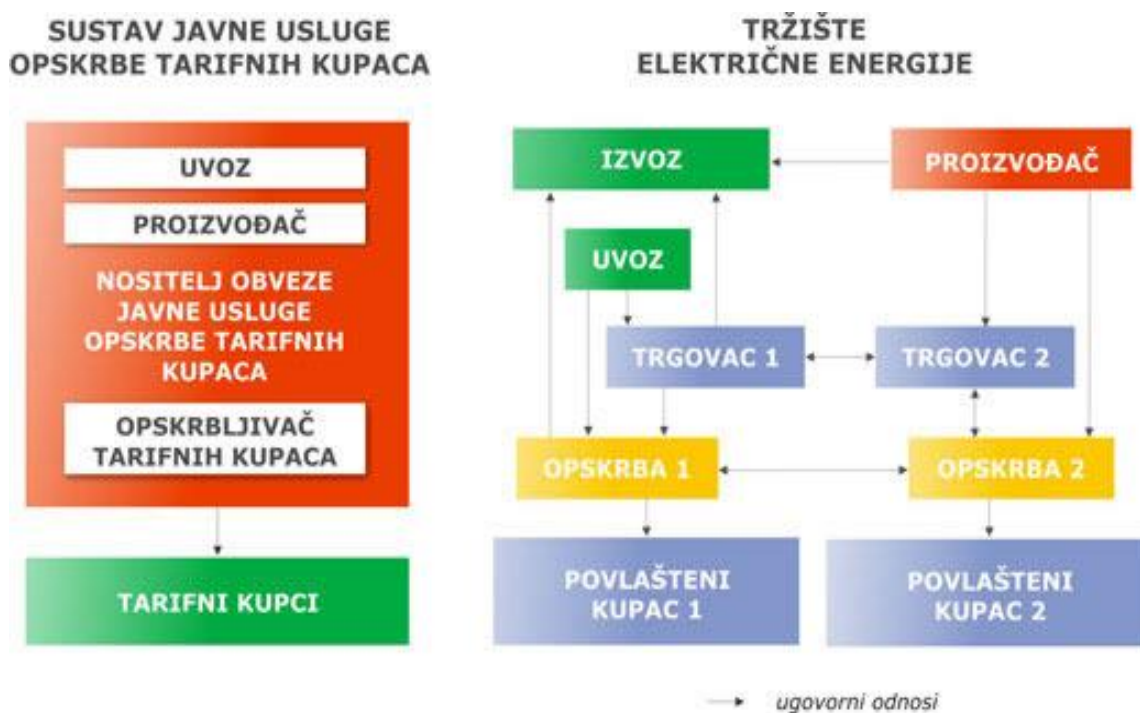 SUSTAV JAVNE USLUGE
OPSKRBE TARIFNIH KUPACA
UVOZ
PROIZVOĐAČ
NOSITELJ OBVEZE
JAVNE USLUGE
OPSKRBE TARIFNIH
KUPACA
OPSKRBLJIVAČ
TARIFNIH KUPACA
TARIFNI KUPCI
TRŽIŠTE
ELEKTRIČNE ENERGIJE
IZVOZ
PROIZVOĐAČ
UVOZ
TRGOVAC 1
TRGOVAC 2
OPSKRBA 1
OPSKRBA 2
POVLAŠTENI
KUPAC 1
POVLAŠTENI
KUPAC 2
ugovorni odnosi